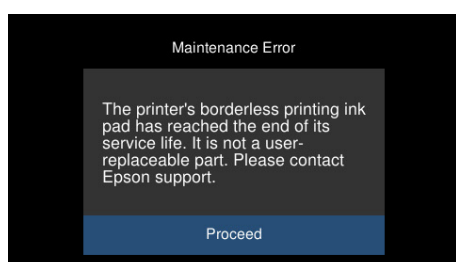 Maintenance Error
The printer's borderless printing ink
pad has reached the end of its
service life. It is not a user-
replaceable part. Please contact
Epson support.
Proceed